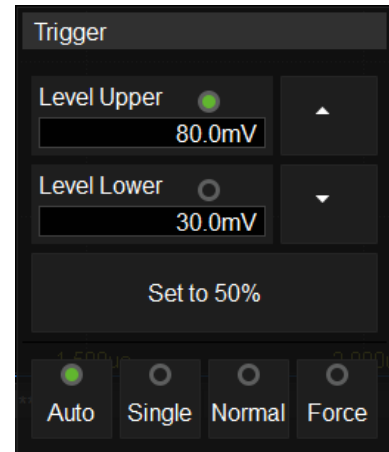 Trigger
Level Upper
80.0mV
Level Lower
30.0mV
Set to 50%
Auto Single Normal Force